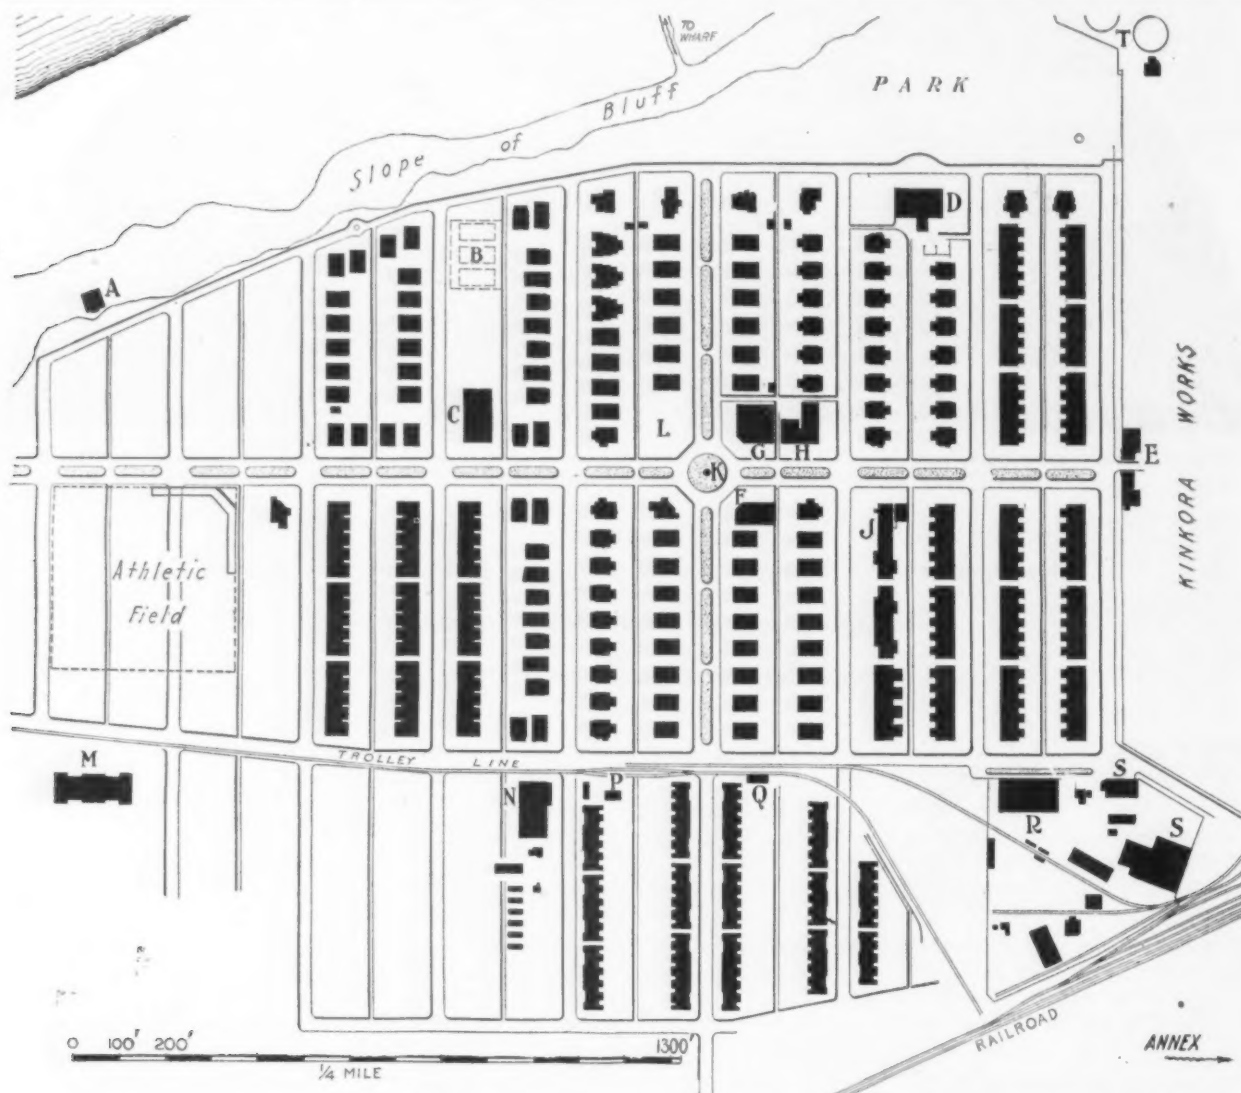 TO
WHARF
T
PARK
Slope of Bluff
D
A
B
KINKORA WORKS
C
L
G
H
E
K
F
J
Athletic
Field
TROLLEY LINE
M
N
P
Q
R
S
S
RAILROAD
0 100' 200' 1300'
1/4 MILE
ANNEX